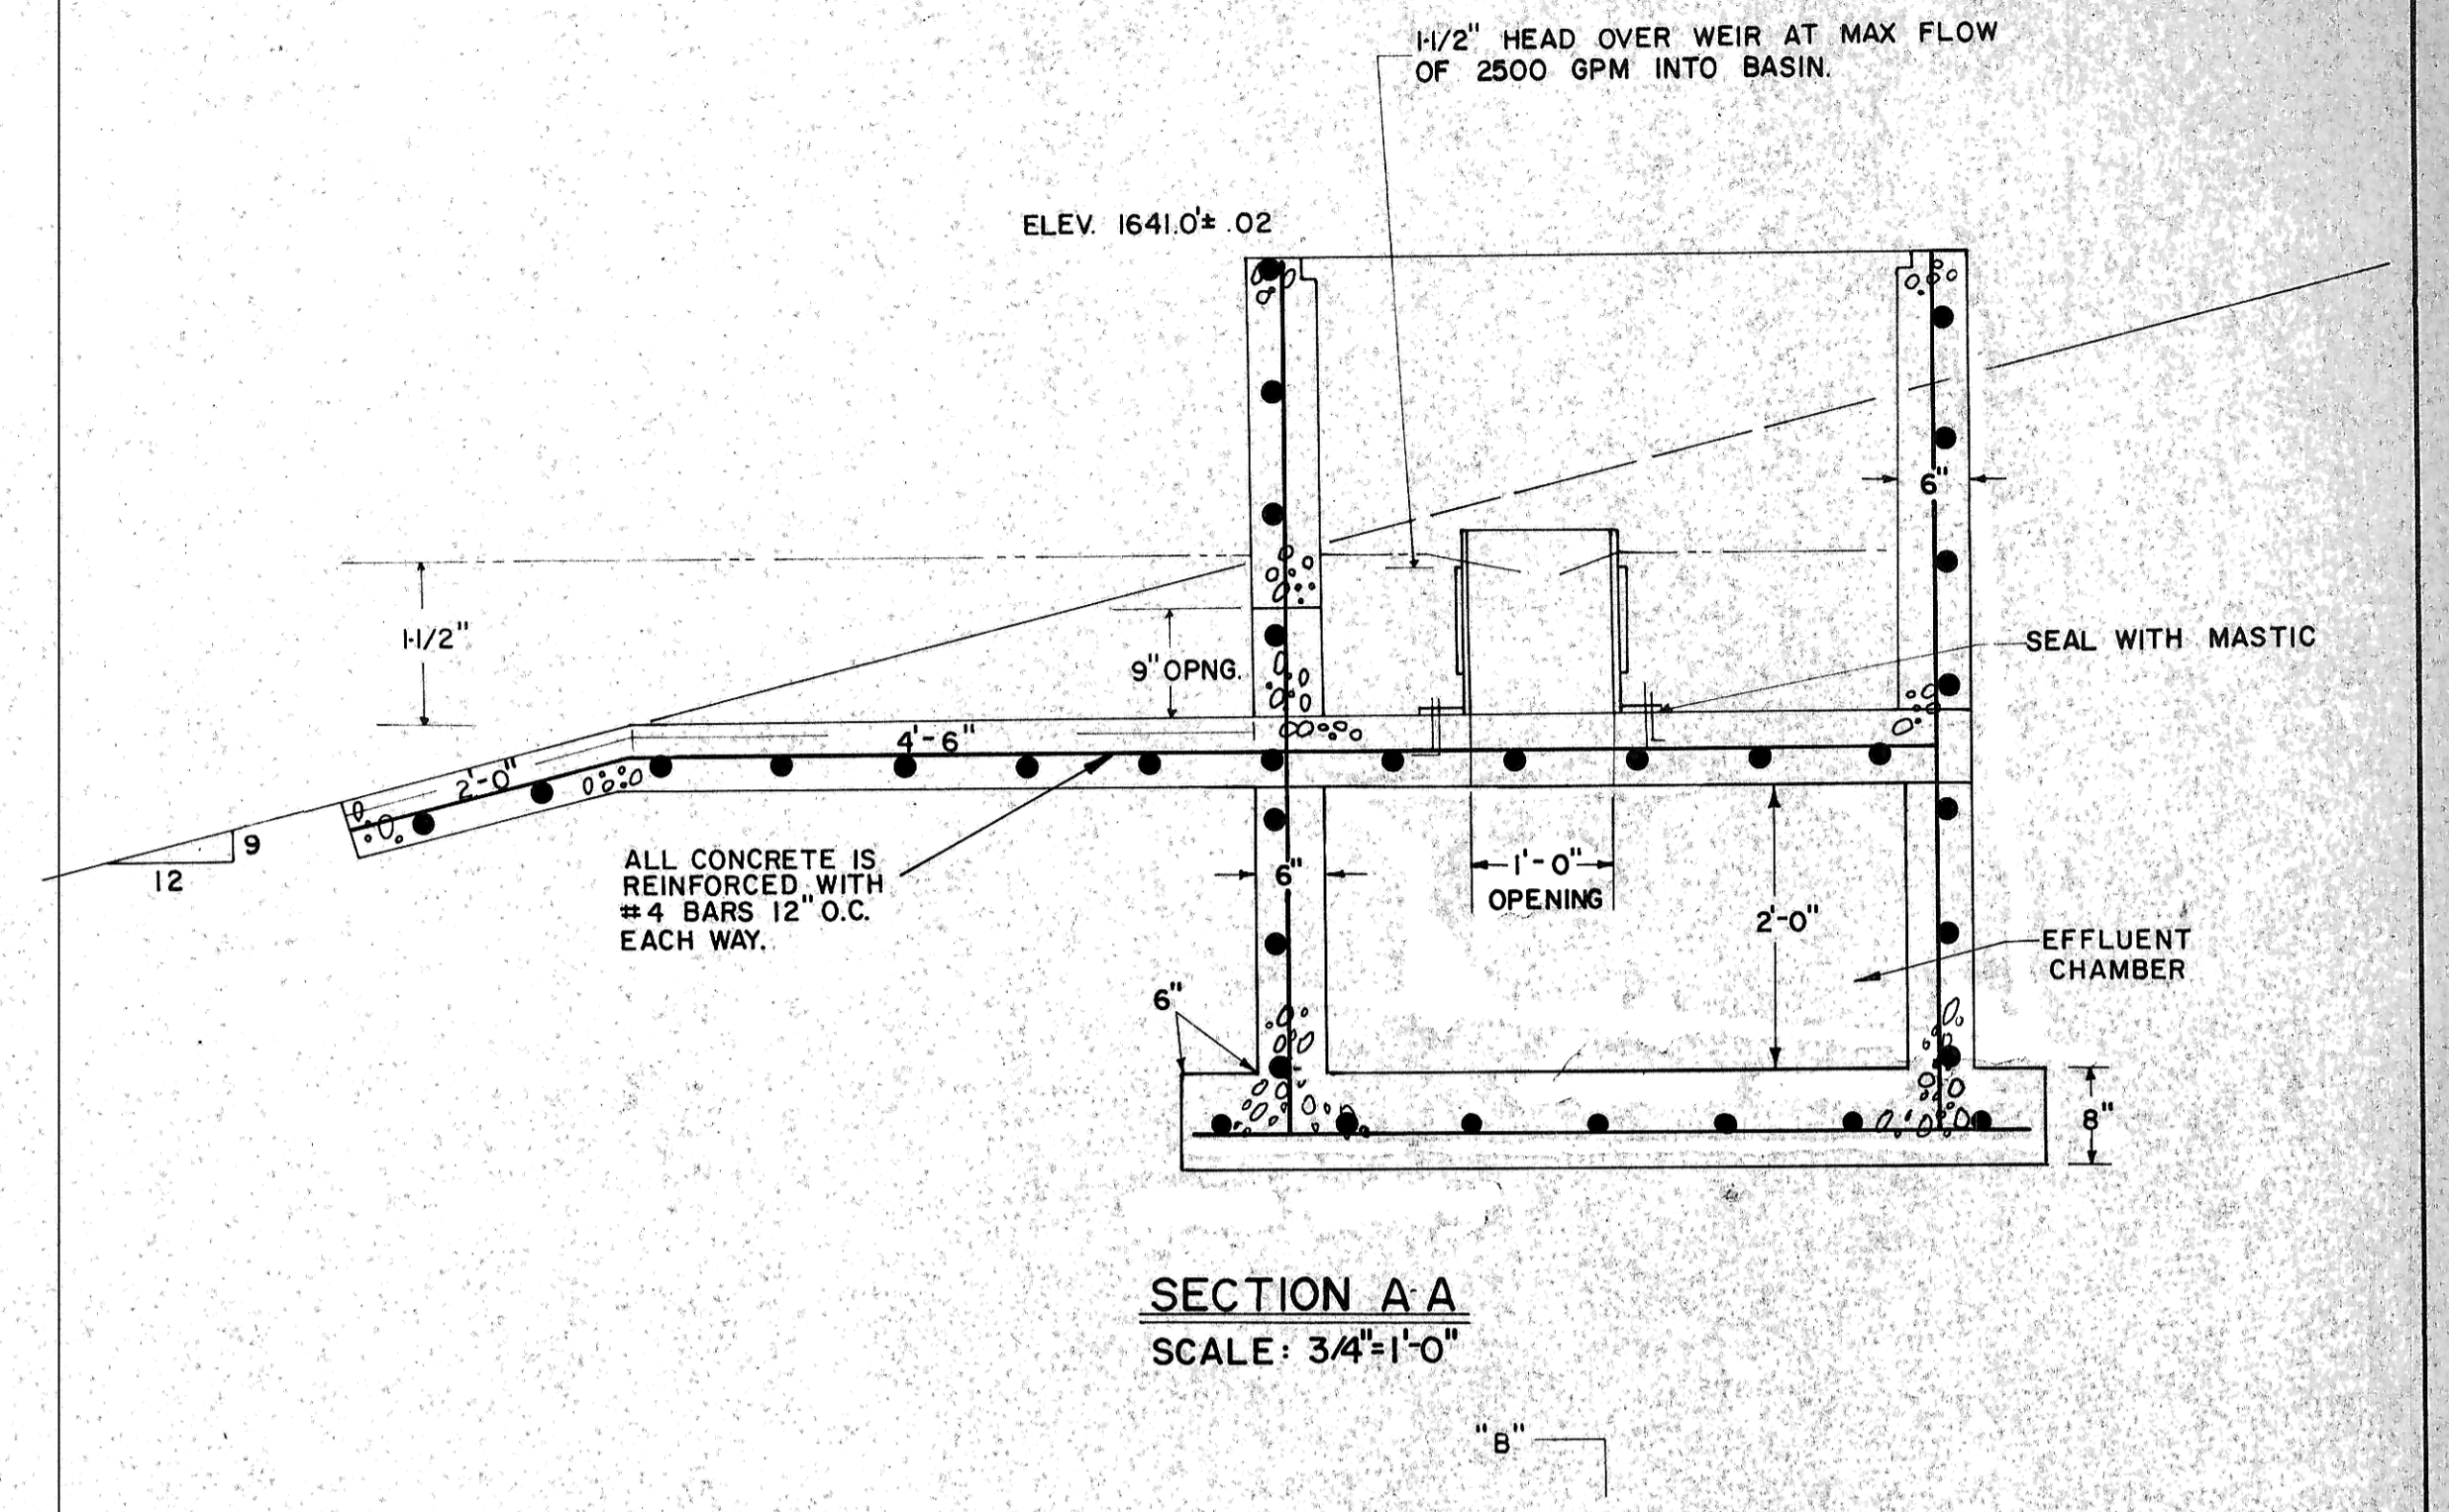 1-1/2" HEAD OVER WEIR AT MAX FLOW
OF 2500 GPM INTO BASIN.
ELEV. 1641.0'± .02
6"
1-1/2"
9" OPNG.
SEAL WITH MASTIC
4'-6"
2'-0"
9
12
ALL CONCRETE IS
REINFORCED WITH
#4 BARS 12" O.C.
EACH WAY.
6"
1'-0"
OPENING
2'-0"
EFFLUENT
CHAMBER
6"
8"
SECTION A-A
SCALE: 3/4"=1'-0"
"B"